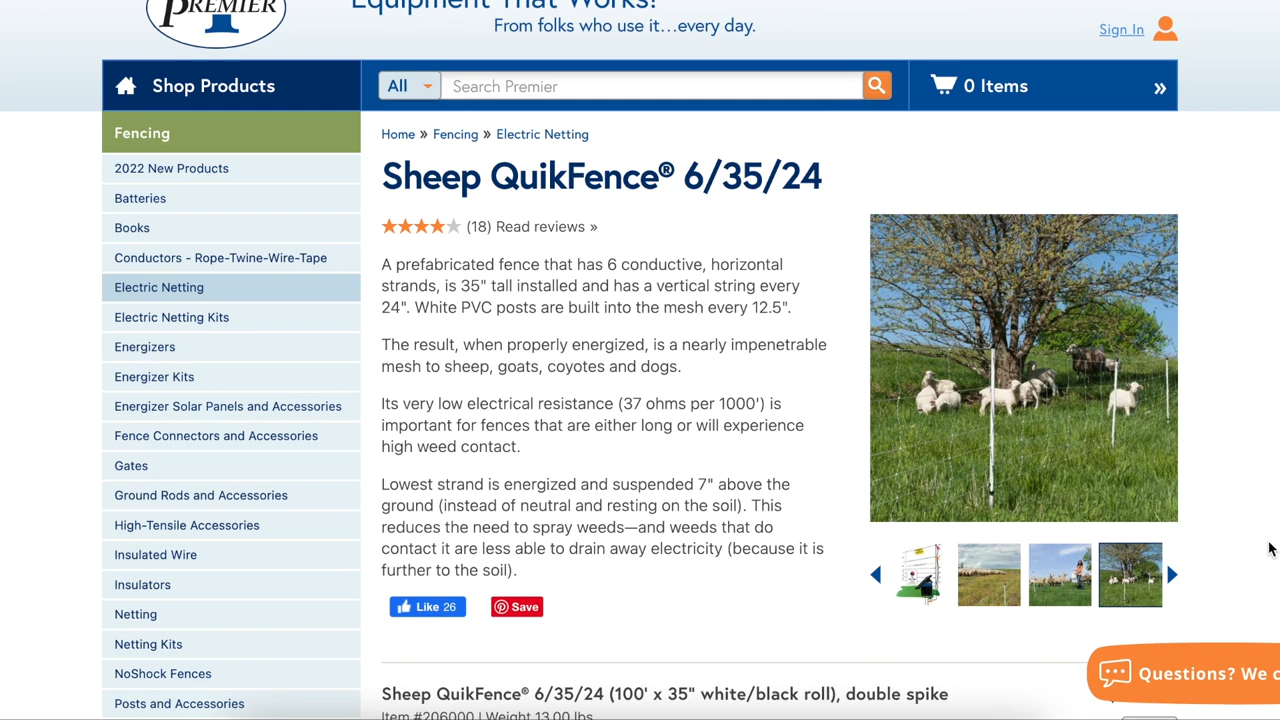 PREMIER
1
Equipment That Works!
From folks who use it...every day.
Sign In
Shop Products
All
Search Premier
0 Items
»
Fencing
2022 New Products
Batteries
Books
Conductors - Rope-Twine-Wire-Tape
Electric Netting
Electric Netting Kits
Energizers
Energizer Kits
Energizer Solar Panels and Accessories
Fence Connectors and Accessories
Gates
Ground Rods and Accessories
High-Tensile Accessories
Insulated Wire
Insulators
Netting
Netting Kits
NoShock Fences
Posts and Accessories
Home » Fencing » Electric Netting
Sheep QuikFence® 6/35/24
(18) Read reviews »
A prefabricated fence that has 6 conductive, horizontal
strands, is 35" tall installed and has a vertical string every
24". White PVC posts are built into the mesh every 12.5".
The result, when properly energized, is a nearly impenetrable
mesh to sheep, goats, coyotes and dogs.
Its very low electrical resistance (37 ohms per 1000') is
important for fences that are either long or will experience
high weed contact.
Lowest strand is energized and suspended 7" above the
ground (instead of neutral and resting on the soil). This
reduces the need to spray weeds—and weeds that do
contact it are less able to drain away electricity (because it is
further to the soil).
Like 26
Save
Questions? We c
Sheep QuikFence® 6/35/24 (100' x 35" white/black roll), double spike
Item #206000 | Weight 13.00 lbs